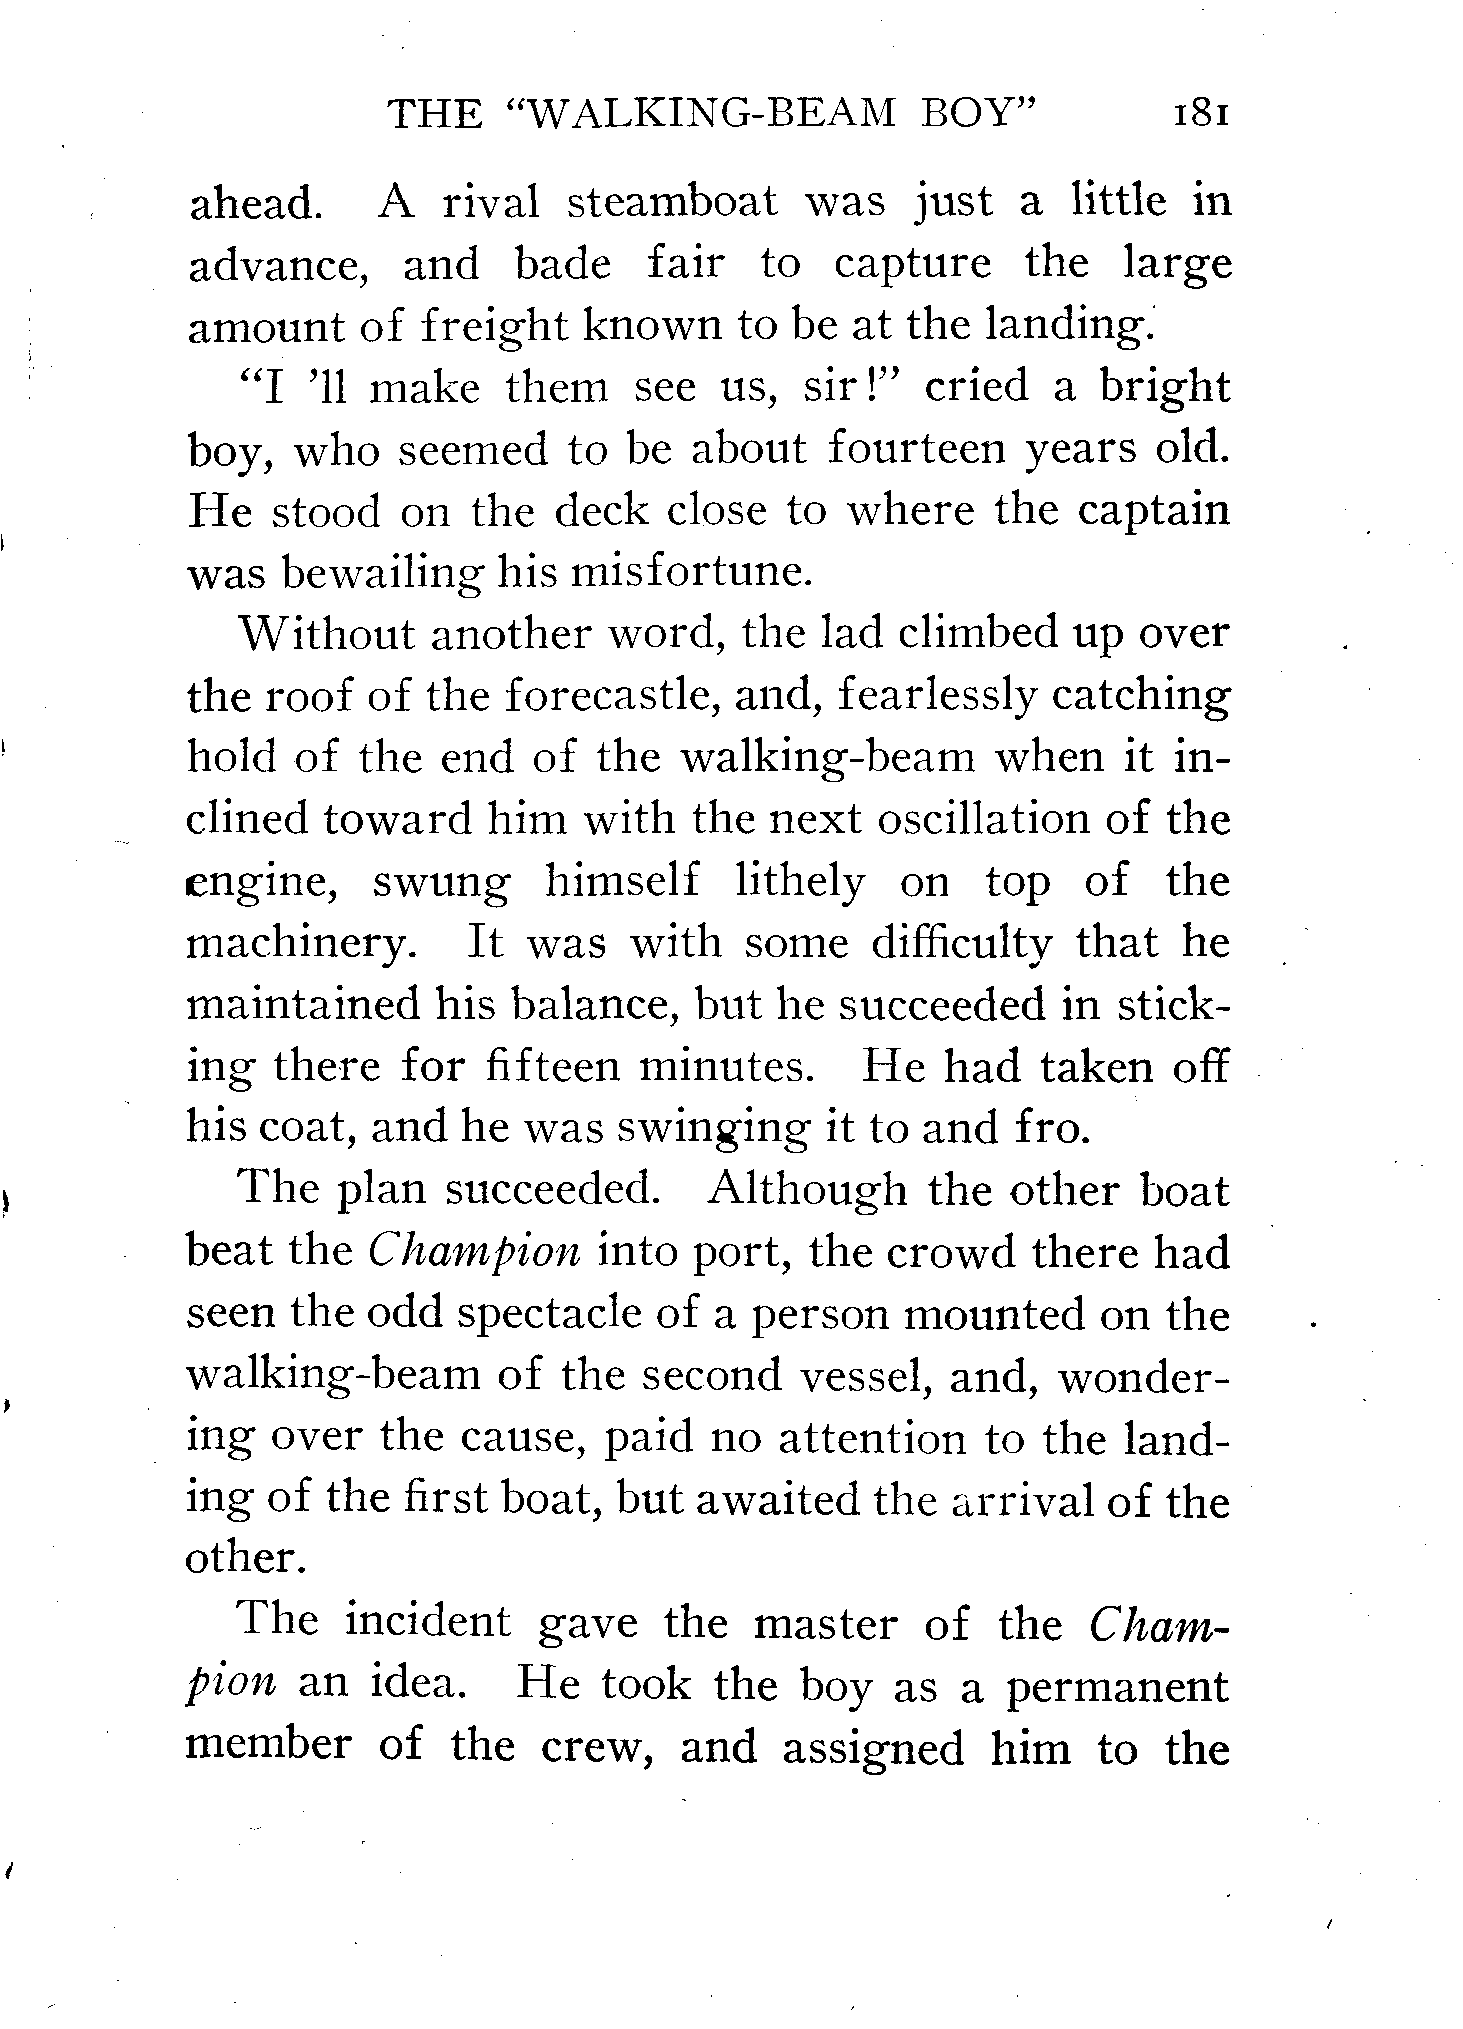 THE "WALKING-BEAM BOY" 181
ahead. A rival steamboat was just a little in
advance, and bade fair to capture the large
amount of freight known to be at the landing.
"I 'll make them see us, sir!" cried a bright
boy, who seemed to be about fourteen years old.
He stood on the deck close to where the captain
was bewailing his misfortune.
Without another word, the lad climbed up over
the roof of the forecastle, and, fearlessly catching
hold of the end of the walking-beam when it in-
clined toward him with the next oscillation of the
engine, swung himself lithely on top of the
machinery. It was with some difficulty that he
maintained his balance, but he succeeded in stick-
ing there for fifteen minutes. He had taken off
his coat, and he was swinging it to and fro.
The plan succeeded. Although the other boat
beat the Champion into port, the crowd there had
seen the odd spectacle of a person mounted on the
walking-beam of the second vessel, and, wonder-
ing over the cause, paid no attention to the land-
ing of the first boat, but awaited the arrival of the
other.
The incident gave the master of the Cham-
pion an idea. He took the boy as a permanent
member of the crew, and assigned him to the